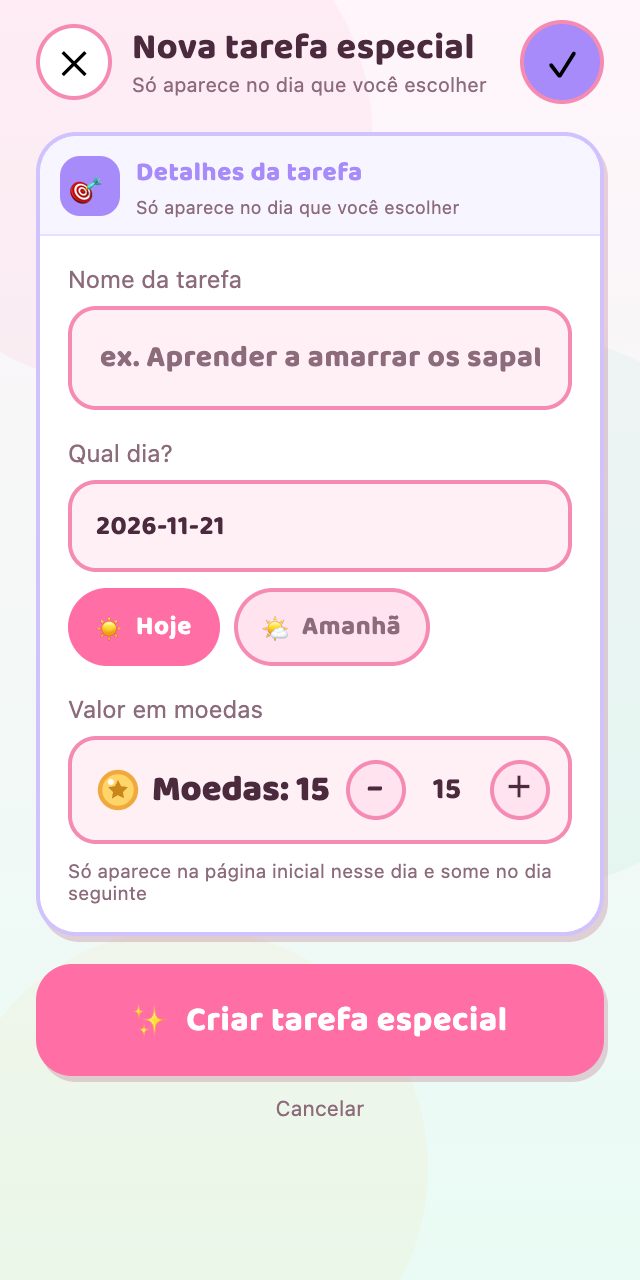 Nova tarefa especial
Só aparece no dia que você escolher
Detalhes da tarefa
Só aparece no dia que você escolher
Nome da tarefa
ex. Aprender a amarrar os sapat
Qual dia?
2026-11-21
Hoje
Amanhã
Valor em moedas
Moedas: 15
−
15
+
Só aparece na página inicial nesse dia e some no dia
seguinte
Criar tarefa especial
Cancelar